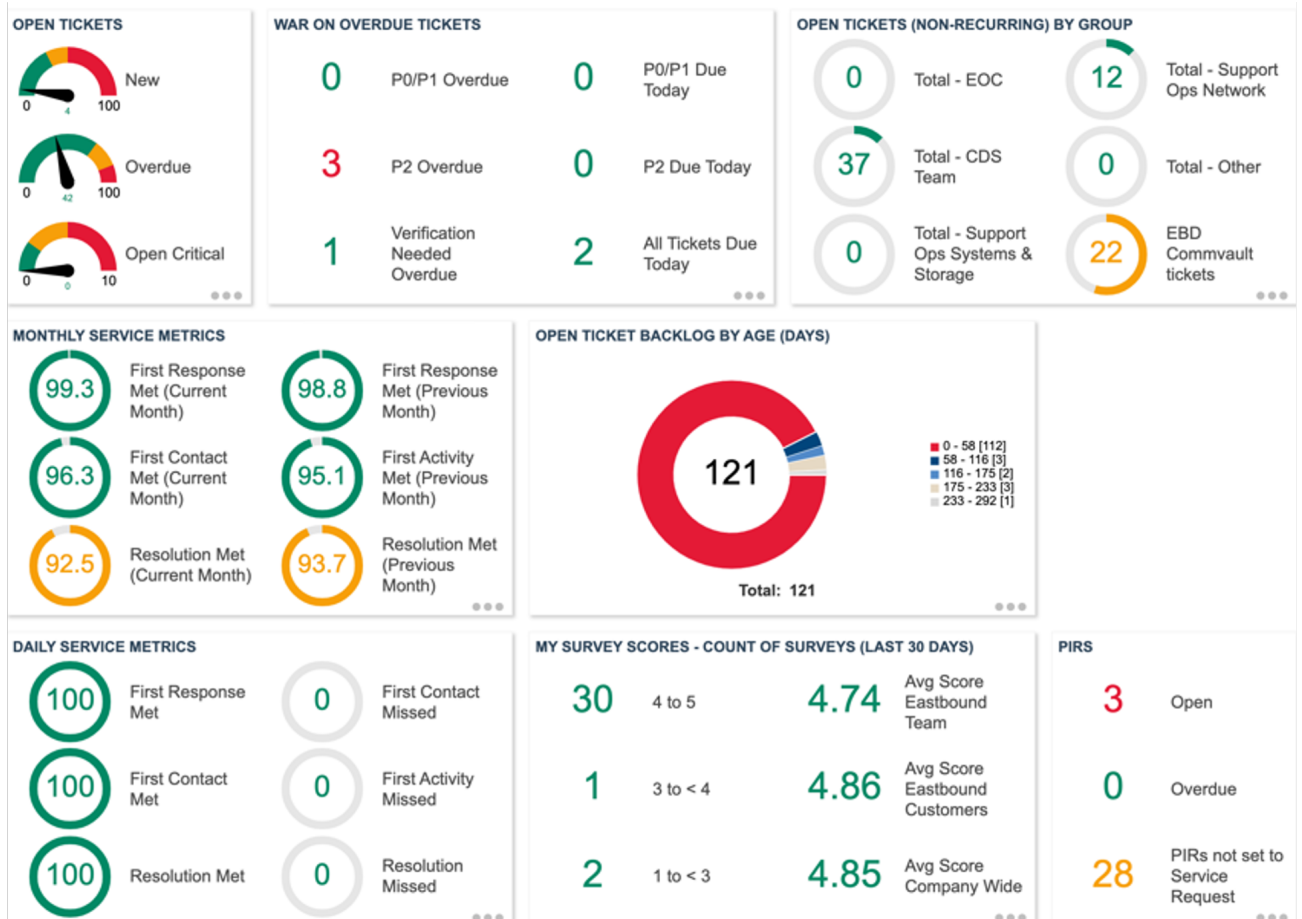 OPEN TICKETS
New
0
4
100
Overdue
0
42
100
Open Critical
0
0
10
WAR ON OVERDUE TICKETS
0
P0/P1 Overdue
0
P0/P1 Due
Today
3
P2 Overdue
0
P2 Due Today
1
Verification
Needed
Overdue
2
All Tickets Due
Today
OPEN TICKETS (NON-RECURRING) BY GROUP
0
Total - EOC
12
Total - Support
Ops Network
37
Total - CDS
Team
0
Total - Other
0
Total - Support
Ops Systems &
Storage
22
EBD
Commvault
tickets
MONTHLY SERVICE METRICS
99.3
First Response
Met (Current
Month)
98.8
First Response
Met (Previous
Month)
96.3
First Contact
Met (Current
Month)
95.1
First Activity
Met (Previous
Month)
92.5
Resolution Met
(Current Month)
93.7
Resolution Met
(Previous
Month)
OPEN TICKET BACKLOG BY AGE (DAYS)
121
0 - 58 [112]
58 - 116 [3]
116 - 175 [2]
175 - 233 [3]
233 - 292 [1]
Total: 121
DAILY SERVICE METRICS
100
First Response
Met
0
First Contact
Missed
100
First Contact
Met
0
First Activity
Missed
100
Resolution Met
0
Resolution
Missed
MY SURVEY SCORES - COUNT OF SURVEYS (LAST 30 DAYS)
30
4 to 5
4.74
Avg Score
Eastbound
Team
1
3 to < 4
4.86
Avg Score
Eastbound
Customers
2
1 to < 3
4.85
Avg Score
Company Wide
PIRS
3
Open
0
Overdue
28
PIRs not set to
Service
Request